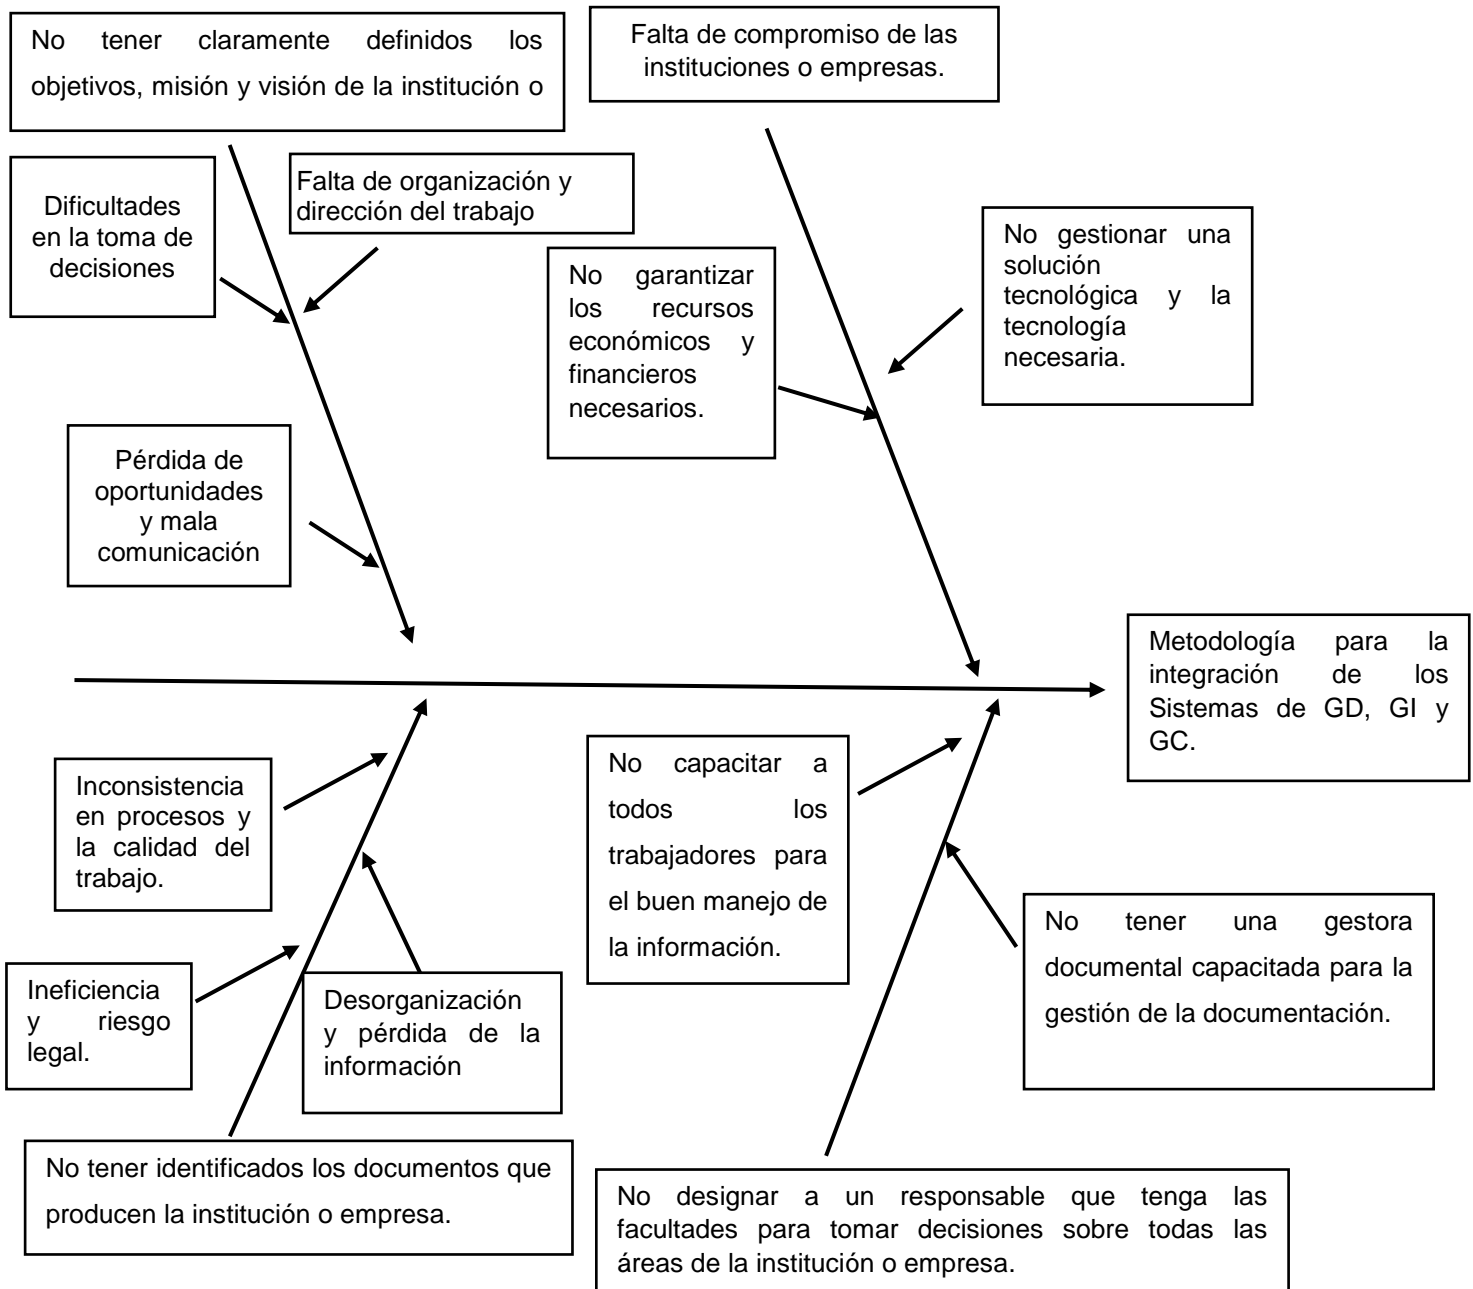 No tener claramente definidos los
objetivos, misión y visión de la institución o
Falta de compromiso de las
instituciones o empresas.
Dificultades
en la toma de
decisiones
Falta de organización y
dirección del trabajo
No garantizar
los recursos
económicos y
financieros
necesarios.
No gestionar una
solución
tecnológica y la
tecnología
necesaria.
Pérdida de
oportunidades
y mala
comunicación
Metodología para la
integración de los
Sistemas de GD, GI y
GC.
Inconsistencia
en procesos y
la calidad del
trabajo.
No capacitar a
todos los
trabajadores para
el buen manejo de
la información.
No tener una gestora
documental capacitada para la
gestión de la documentación.
Ineficiencia
y riesgo
legal.
Desorganización
y pérdida de la
información
No tener identificados los documentos que
producen la institución o empresa.
No designar a un responsable que tenga las
facultades para tomar decisiones sobre todas las
áreas de la institución o empresa.